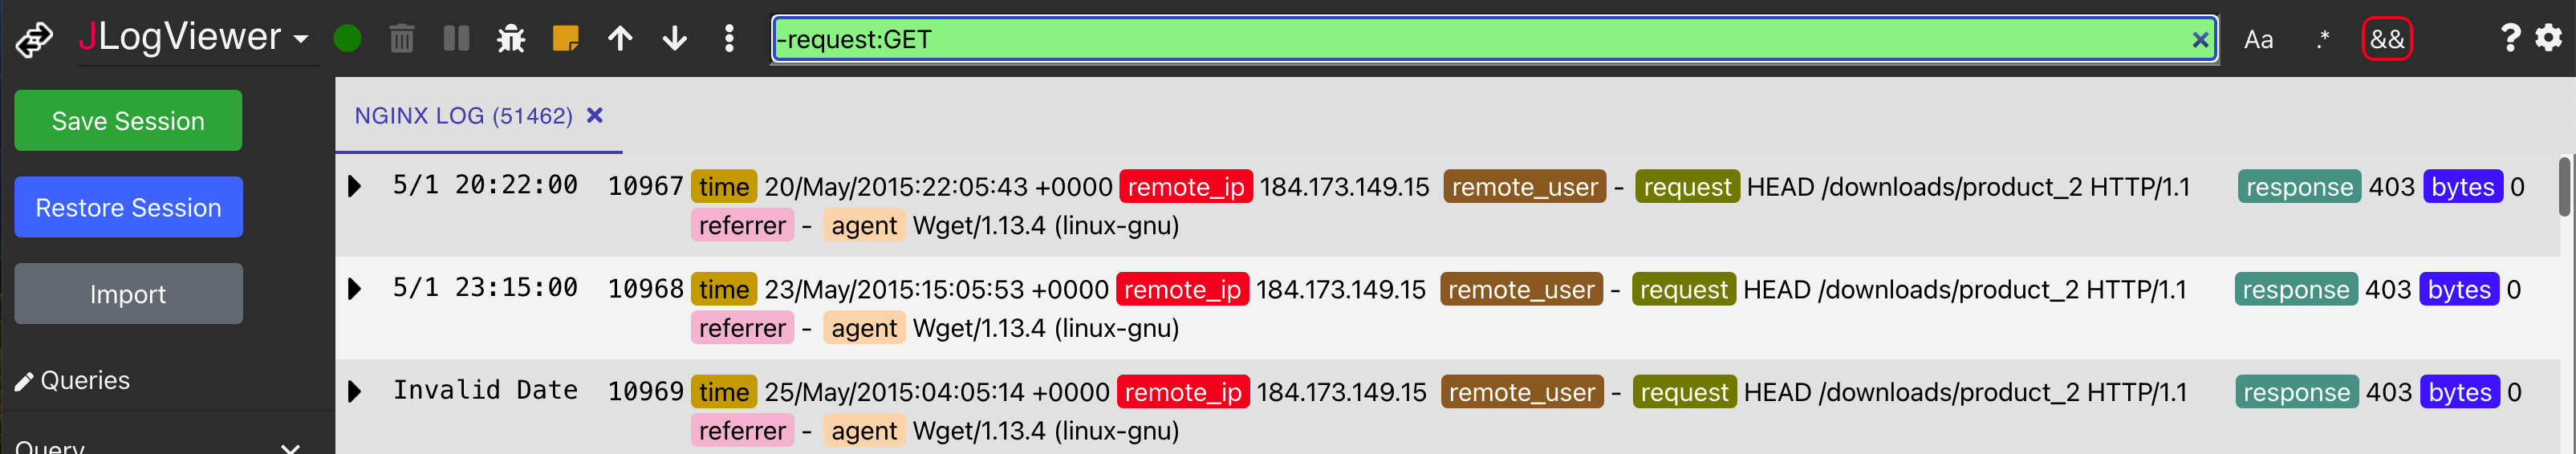 JLogViewer
-request:GET
Aa .* && ?
Save Session
NGINX LOG (51462)
Restore Session
Import
Queries
Query
5/1 20:22:00 10967 time 20/May/2015:22:05:43 +0000 remote_ip 184.173.149.15 remote_user - request HEAD /downloads/product_2 HTTP/1.1 response 403 bytes 0
referrer - agent Wget/1.13.4 (linux-gnu)
5/1 23:15:00 10968 time 23/May/2015:15:05:53 +0000 remote_ip 184.173.149.15 remote_user - request HEAD /downloads/product_2 HTTP/1.1 response 403 bytes 0
referrer - agent Wget/1.13.4 (linux-gnu)
Invalid Date 10969 time 25/May/2015:04:05:14 +0000 remote_ip 184.173.149.15 remote_user - request HEAD /downloads/product_2 HTTP/1.1 response 403 bytes 0
referrer - agent Wget/1.13.4 (linux-gnu)